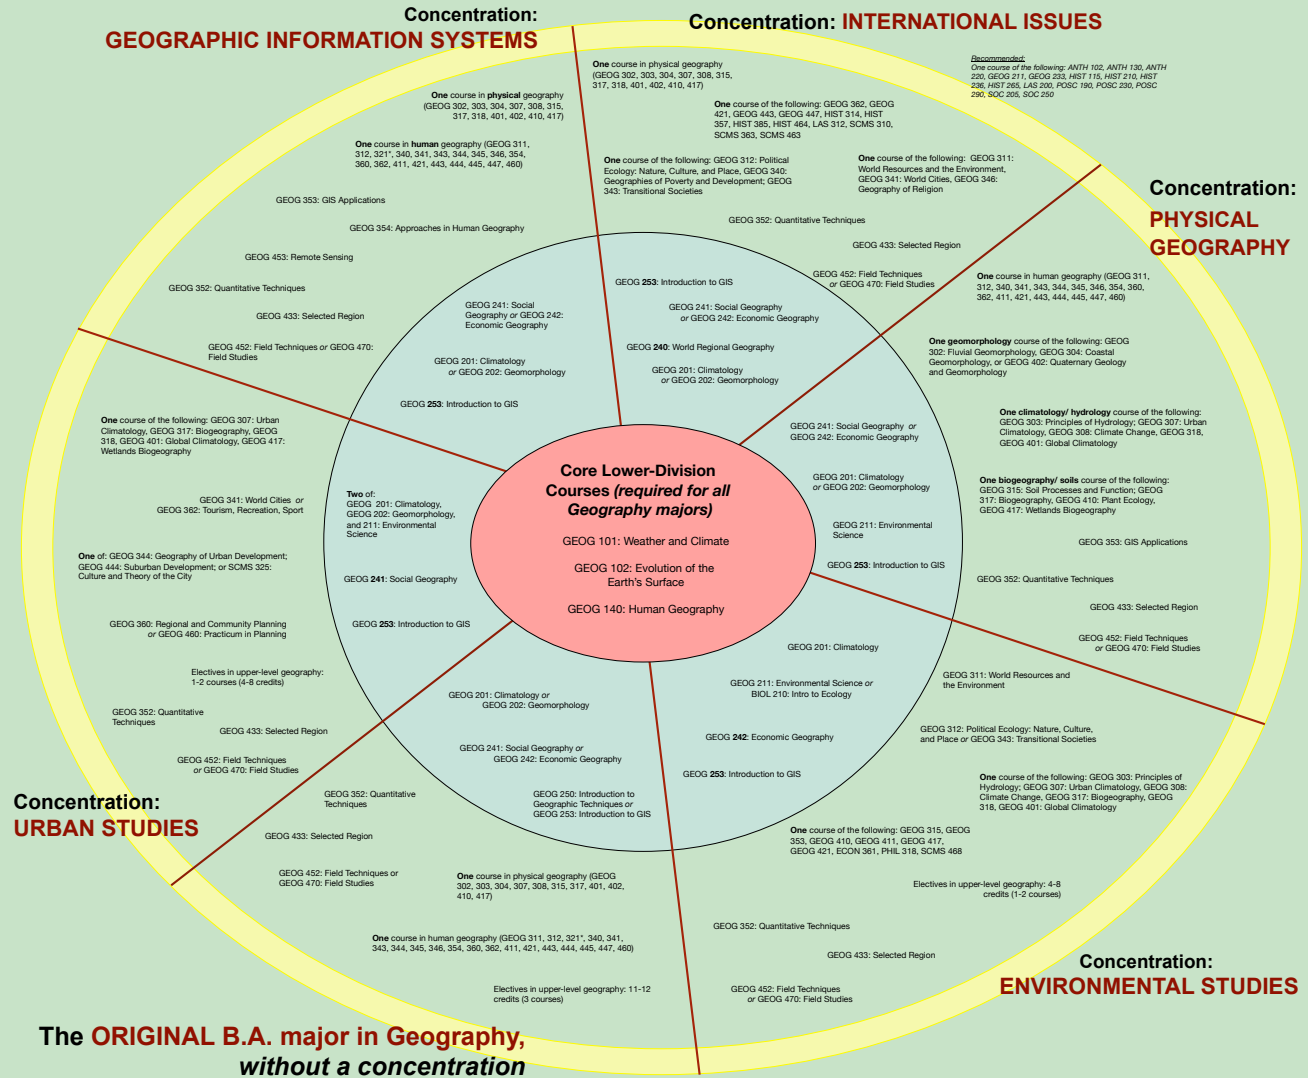 Concentration:
GEOGRAPHIC INFORMATION SYSTEMS
One course in physical geography
(GEOG 302, 303, 304, 307, 308, 315,
317, 318, 401, 402, 410, 417)
One course in human geography (GEOG 311,
312, 321*, 340, 341, 343, 344, 345, 346, 354,
360, 362, 411, 421, 443, 444, 445, 447, 460)
GEOG 353: GIS Applications
GEOG 354: Approaches in Human Geography
GEOG 453: Remote Sensing
GEOG 352: Quantitative Techniques
GEOG 433: Selected Region
GEOG 452: Field Techniques or GEOG 470:
Field Studies
GEOG 241: Social
Geography or GEOG 242:
Economic Geography
GEOG 201: Climatology
or GEOG 202: Geomorphology
GEOG 253: Introduction to GIS
Concentration: INTERNATIONAL ISSUES
Recommended:
One course of the following: ANTH 102, ANTH 130, ANTH
220, GEOG 211, GEOG 233, HIST 115, HIST 210, HIST
236, HIST 265, LAS 200, POSC 190, POSC 230, POSC
290, SOC 205, SOC 250
One course in physical geography
(GEOG 302, 303, 304, 307, 308, 315,
317, 318, 401, 402, 410, 417)
One course of the following: GEOG 362, GEOG
421, GEOG 443, GEOG 447, HIST 314, HIST
357, HIST 385, HIST 464, LAS 312, SCMS 310,
SCMS 363, SCMS 463
One course of the following: GEOG 312: Political
Ecology: Nature, Culture, and Place, GEOG 340:
Geographies of Poverty and Development; GEOG
343: Transitional Societies
One course of the following: GEOG 311:
World Resources and the Environment,
GEOG 341: World Cities, GEOG 346:
Geography of Religion
GEOG 352: Quantitative Techniques
GEOG 433: Selected Region
GEOG 452: Field Techniques
or GEOG 470: Field Studies
GEOG 253: Introduction to GIS
GEOG 241: Social Geography
or GEOG 242: Economic Geography
GEOG 240: World Regional Geography
GEOG 201: Climatology
or GEOG 202: Geomorphology
Concentration:
PHYSICAL
GEOGRAPHY
One course in human geography (GEOG 311,
312, 340, 341, 343, 344, 345, 346, 354, 360,
362, 411, 421, 443, 444, 445, 447, 460)
One geomorphology course of the following: GEOG
302: Fluvial Geomorphology, GEOG 304: Coastal
Geomorphology, or GEOG 402: Quaternary Geology
and Geomorphology
One climatology/ hydrology course of the following:
GEOG 303: Principles of Hydrology; GEOG 307: Urban
Climatology, GEOG 308: Climate Change, GEOG 318,
GEOG 401: Global Climatology
One biogeography/ soils course of the following:
GEOG 315: Soil Processes and Function; GEOG
317: Biogeography, GEOG 410: Plant Ecology,
GEOG 417: Wetlands Biogeography
GEOG 353: GIS Applications
GEOG 352: Quantitative Techniques
GEOG 433: Selected Region
GEOG 452: Field Techniques
or GEOG 470: Field Studies
GEOG 241: Social Geography or
GEOG 242: Economic Geography
GEOG 201: Climatology
or GEOG 202: Geomorphology
GEOG 211: Environmental
Science
GEOG 253: Introduction to GIS
Core Lower-Division
Courses (required for all
Geography majors)
GEOG 101: Weather and Climate
GEOG 102: Evolution of the
Earth's Surface
GEOG 140: Human Geography
One course of the following: GEOG 307: Urban
Climatology, GEOG 317: Biogeography, GEOG
318, GEOG 401: Global Climatology, GEOG 417:
Wetlands Biogeography
GEOG 341: World Cities or
GEOG 362: Tourism, Recreation, Sport
One of: GEOG 344: Geography of Urban Development;
GEOG 444: Suburban Development; or SCMS 325:
Culture and Theory of the City
GEOG 360: Regional and Community Planning
or GEOG 460: Practicum in Planning
Electives in upper-level geography:
1-2 courses (4-8 credits)
GEOG 352: Quantitative
Techniques
GEOG 433: Selected Region
GEOG 452: Field Techniques
or GEOG 470: Field Studies
Two of:
GEOG 201: Climatology,
GEOG 202: Geomorphology,
and 211: Environmental
Science
GEOG 241: Social Geography
GEOG 253: Introduction to GIS
Concentration:
URBAN STUDIES
GEOG 201: Climatology or
GEOG 202: Geomorphology
GEOG 241: Social Geography or
GEOG 242: Economic Geography
GEOG 250: Introduction to
Geographic Techniques or
GEOG 253: Introduction to GIS
GEOG 352: Quantitative
Techniques
GEOG 433: Selected Region
GEOG 452: Field Techniques or
GEOG 470: Field Studies
One course in physical geography (GEOG
302, 303, 304, 307, 308, 315, 317, 401, 402,
410, 417)
One course in human geography (GEOG 311, 312, 321*, 340, 341,
343, 344, 345, 346, 354, 360, 362, 411, 421, 443, 444, 445, 447, 460)
Electives in upper-level geography: 11-12
credits (3 courses)
The ORIGINAL B.A. major in Geography,
without a concentration
GEOG 201: Climatology
GEOG 211: Environmental Science or
BIOL 210: Intro to Ecology
GEOG 242: Economic Geography
GEOG 253: Introduction to GIS
GEOG 311: World Resources and
the Environment
GEOG 312: Political Ecology: Nature, Culture,
and Place or GEOG 343: Transitional Societies
One course of the following: GEOG 303: Principles of
Hydrology; GEOG 307: Urban Climatology, GEOG 308:
Climate Change, GEOG 317: Biogeography, GEOG
318, GEOG 401: Global Climatology
One course of the following: GEOG 315, GEOG
353, GEOG 410, GEOG 411, GEOG 417,
GEOG 421, ECON 361, PHIL 318, SCMS 468
Electives in upper-level geography: 4-8
credits (1-2 courses)
GEOG 352: Quantitative Techniques
GEOG 433: Selected Region
GEOG 452: Field Techniques
or GEOG 470: Field Studies
Concentration:
ENVIRONMENTAL STUDIES